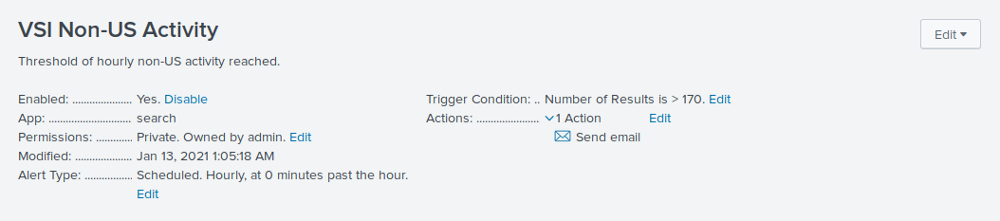 VSI Non-US Activity
Edit
Threshold of hourly non-US activity reached.
Enabled: ..................... Yes. Disable
App: ............................. search
Permissions: ............. Private. Owned by admin. Edit
Modified: .................... Jan 13, 2021 1:05:18 AM
Alert Type: ................. Scheduled. Hourly, at 0 minutes past the hour.
Edit
Trigger Condition: .. Number of Results is > 170. Edit
Actions: ...................... 1 Action Edit
Send email